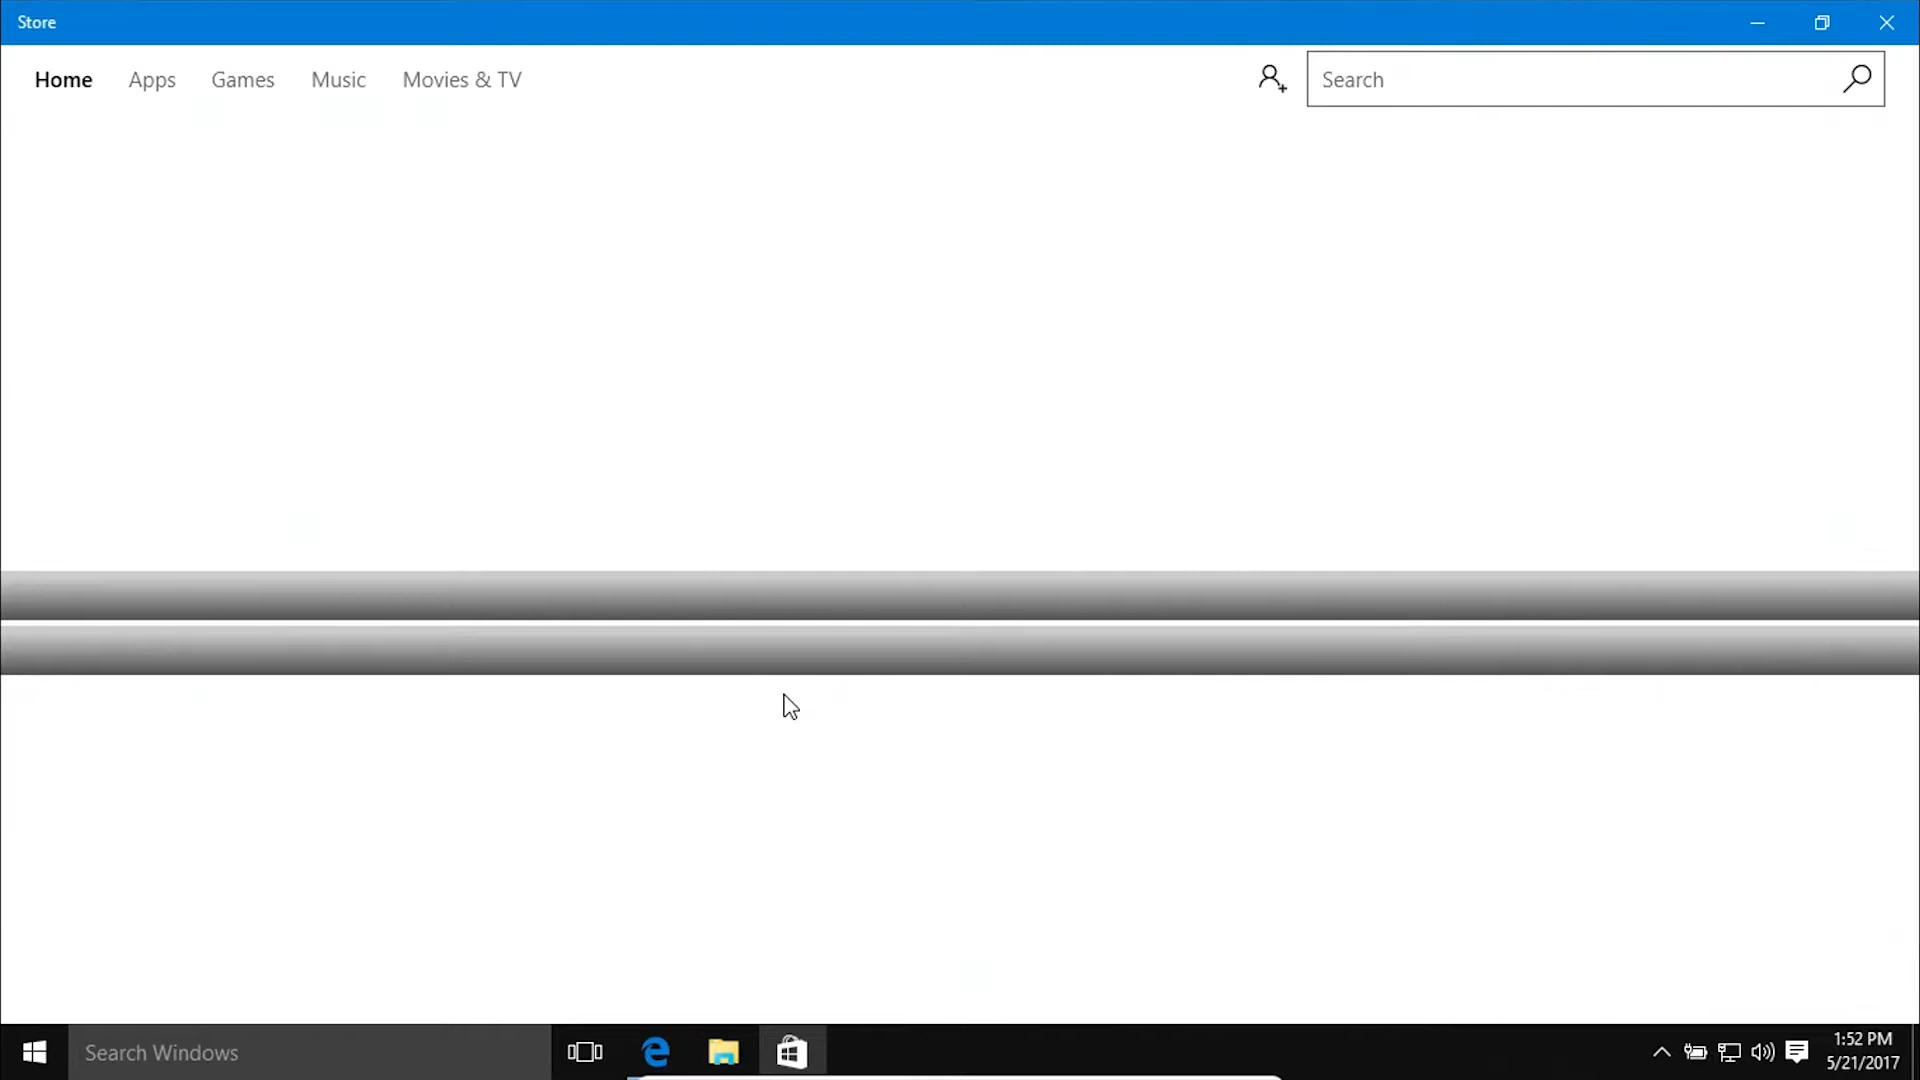 Store
Home Apps Games Music Movies & TV Search
Search Windows
1:52 PM
5/21/2017